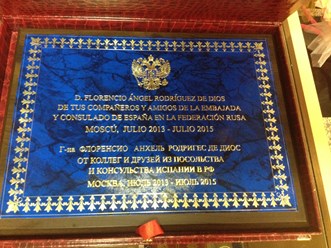 D. FLORENCIO ÁNGEL RODRÍGUEZ DE DIOS
DE TUS COMPAÑEROS Y AMIGOS DE LA EMBAJADA
Y CONSULADO DE ESPAÑA EN LA FEDERACIÓN RUSA
MOSCÚ, JULIO 2013 - JULIO 2015
Г-на ФЛОРЕНСИО АНХЕЛЬ РОДРИГЕС ДЕ ДИОС
ОТ КОЛЛЕГ И ДРУЗЕЙ ИЗ ПОСОЛЬСТВА
И КОНСУЛЬСТВА ИСПАНИИ В РФ
МОСКВА, ИЮЛЬ 2013 - ИЮЛЬ 2015